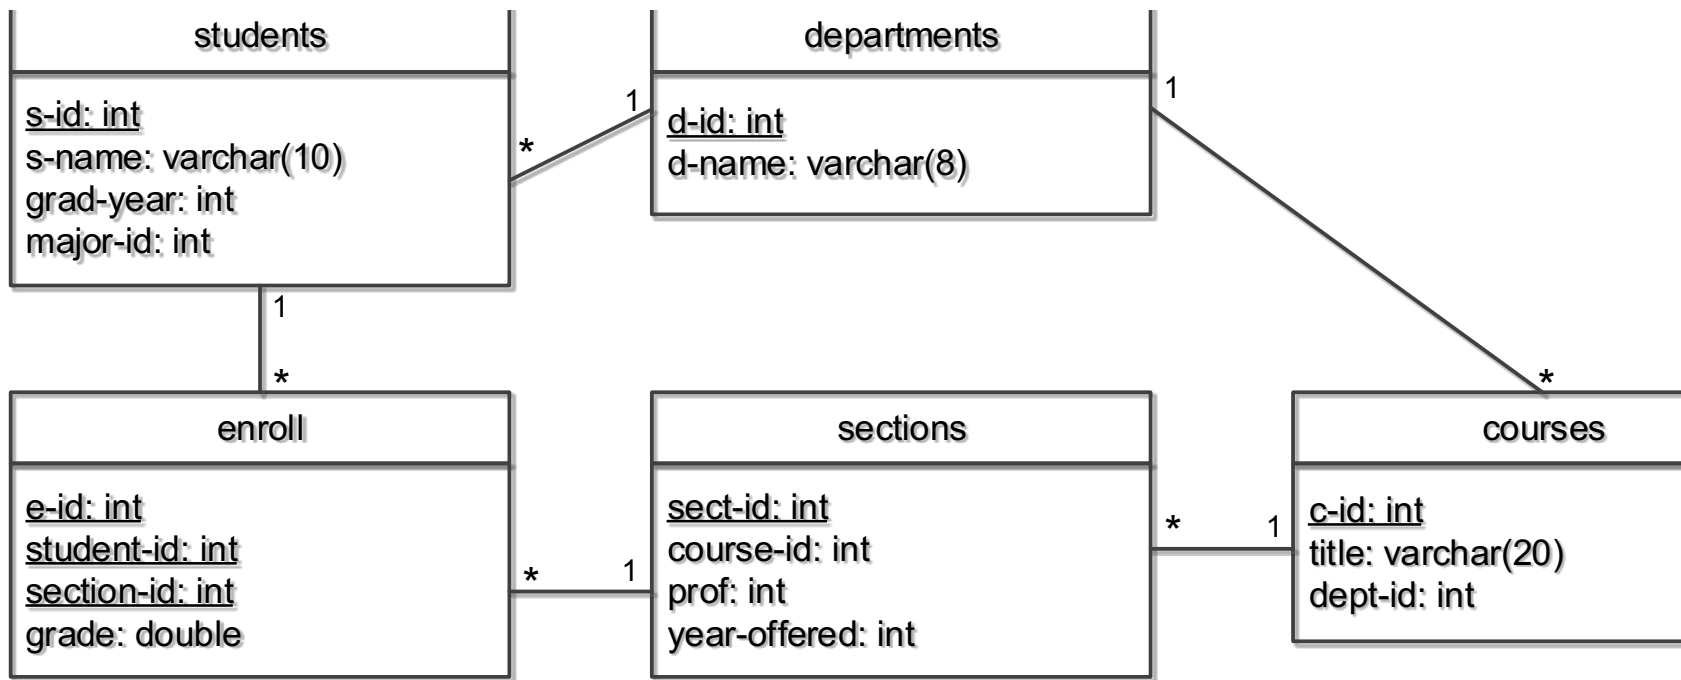 students
s-id: int
s-name: varchar(10)
grad-year: int
major-id: int
departments
d-id: int
d-name: varchar(8)
1
*
1
1
*
1
*
enroll
e-id: int
student-id: int
section-id: int
grade: double
*
1
sections
sect-id: int
course-id: int
prof: int
year-offered: int
*
1
courses
c-id: int
title: varchar(20)
dept-id: int